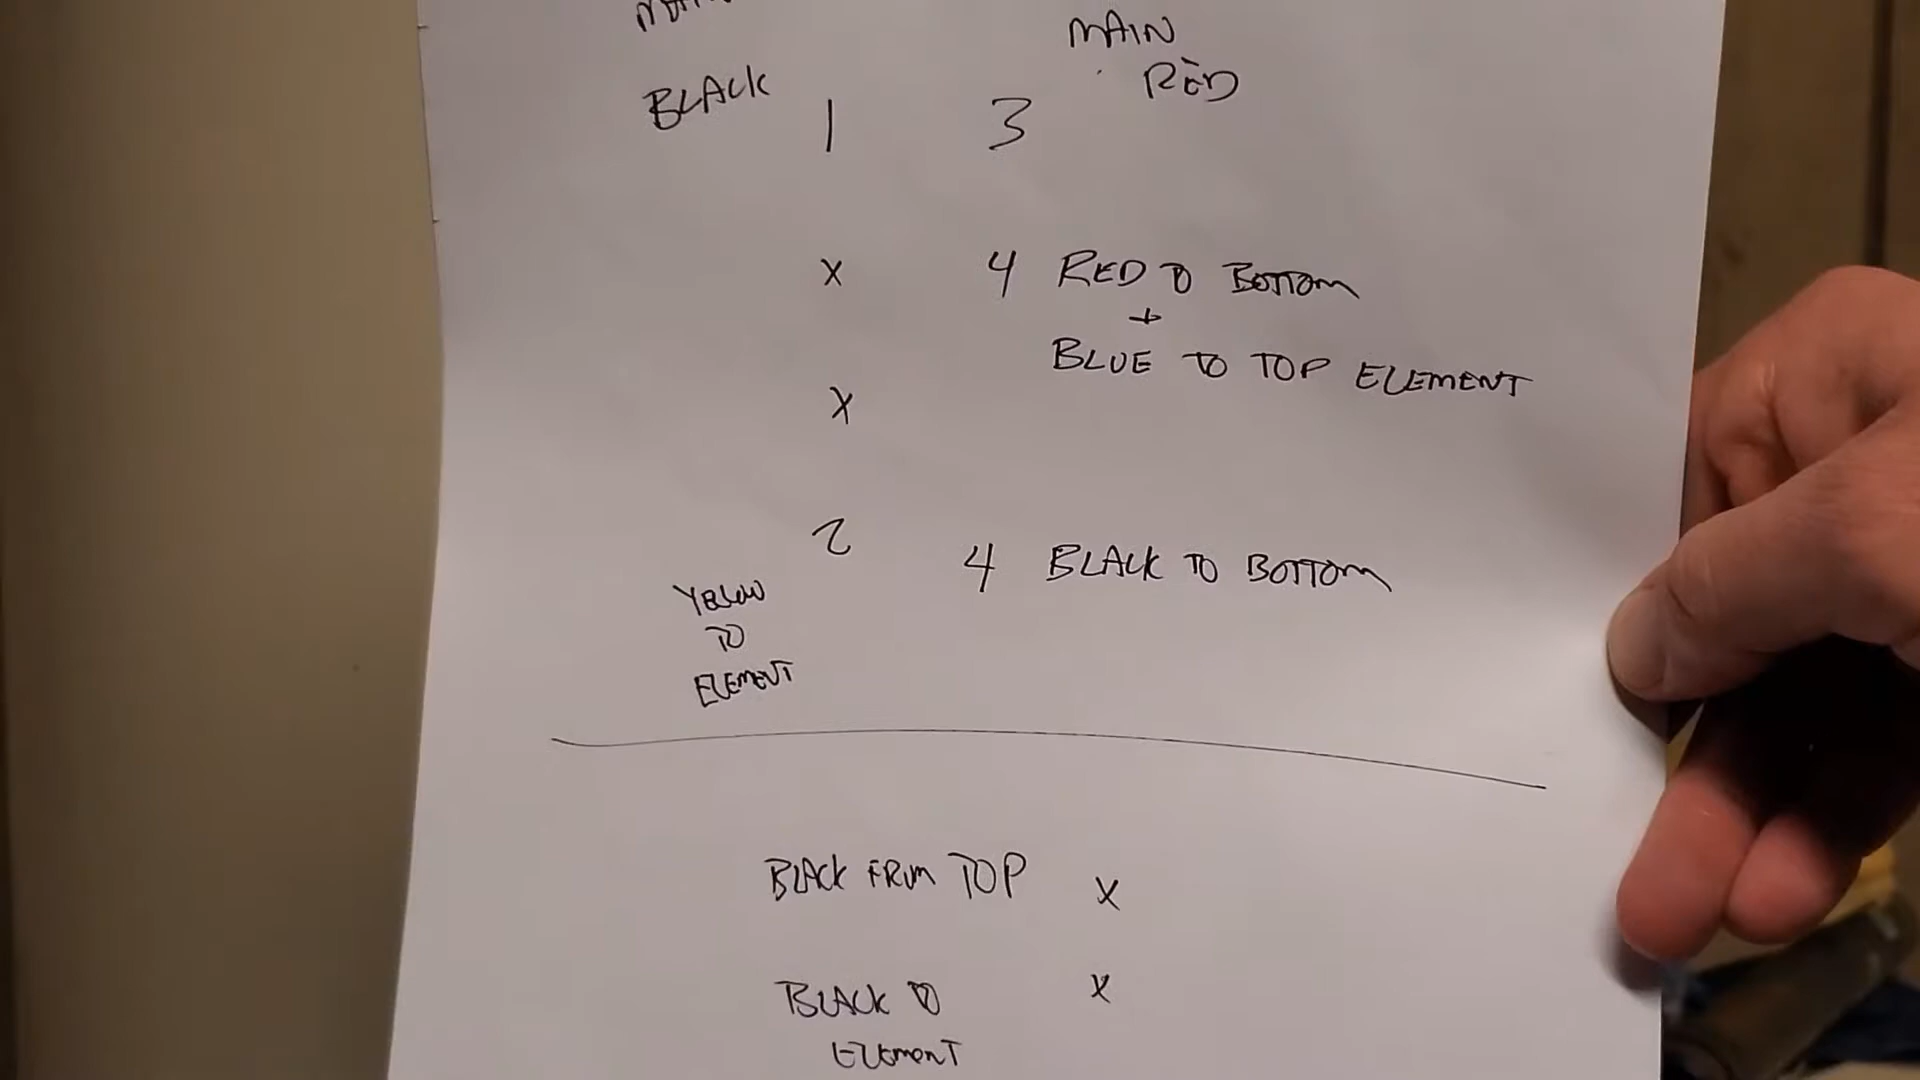 MAIN
RED
BLACK 1 3
X 4 RED TO BOTTOM
+
BLUE TO TOP ELEMENT
X
2 4 BLACK TO BOTTOM
YELLOW
TO
ELEMENT
BLACK FROM TOP X
BLACK TO X
ELEMENT